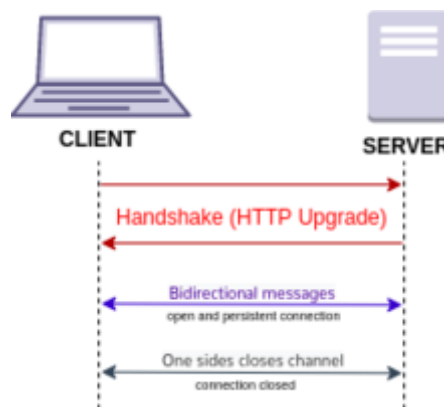 CLIENT
SERVER
Handshake (HTTP Upgrade)
Bidirectional messages
open and persistent connection
One sides closes channel
connection closed